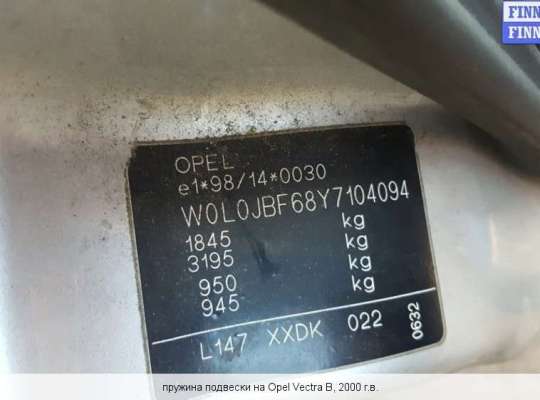 FINN
FINN
OPEL
e1*98/14*0030
W0L0JBF68Y7104094
1845 kg
3195 kg
950 kg
945 kg
L147 XXDK 022
0632
пружина подвески на Opel Vectra B, 2000 г.в.